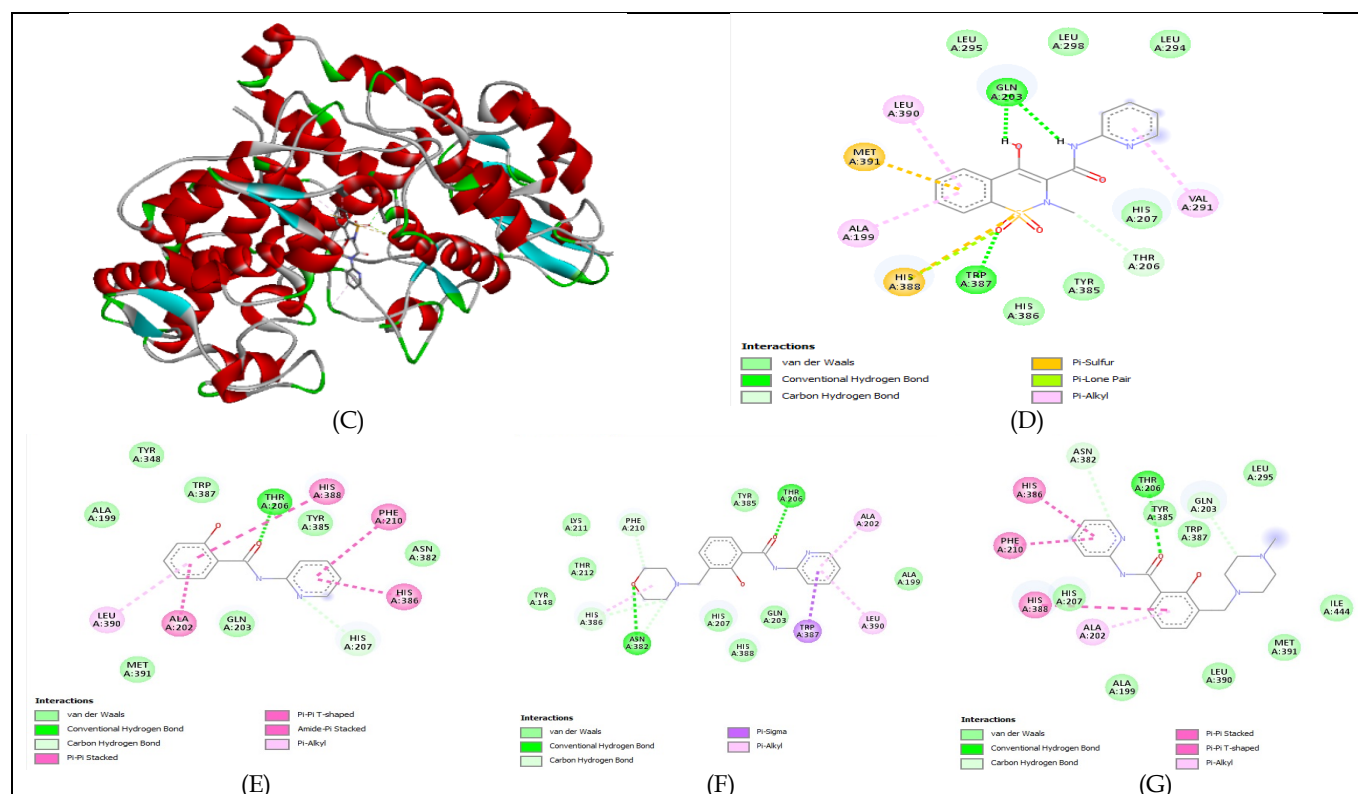 LEU
A:295
LEU
A:298
LEU
A:294
GLN
A:203
LEU
A:390
MET
A:391
H
O
H
N
N
O
N
S
O
O
ALA
A:199
HIS
A:207
VAL
A:291
THR
A:206
HIS
A:388
TRP
A:387
TYR
A:385
HIS
A:386
Interactions
van der Waals
Conventional Hydrogen Bond
Carbon Hydrogen Bond
Pi-Sulfur
Pi-Lone Pair
Pi-Alkyl
(C)
(D)
TYR
A:348
TRP
A:387
THR
A:206
HIS
A:388
ALA
A:199
TYR
A:385
PHE
A:210
ASN
A:382
HIS
A:386
LEU
A:390
ALA
A:202
GLN
A:203
HIS
A:207
MET
A:391
Interactions
van der Waals
Conventional Hydrogen Bond
Carbon Hydrogen Bond
Pi-Pi Stacked
Pi-Pi T-shaped
Amide-Pi Stacked
Pi-Alkyl
(E)
TYR
A:385
THR
A:206
LYS
A:211
PHE
A:210
ALA
A:202
THR
A:212
ALA
A:199
TYR
A:148
HIS
A:386
ASN
A:382
HIS
A:207
HIS
A:388
GLN
A:203
TRP
A:387
LEU
A:390
Interactions
van der Waals
Conventional Hydrogen Bond
Carbon Hydrogen Bond
Pi-Sigma
Pi-Alkyl
(F)
ASN
A:382
HIS
A:386
THR
A:206
TYR
A:385
GLN
A:203
LEU
A:295
PHE
A:210
TRP
A:387
HIS
A:388
HIS
A:207
ALA
A:202
ILE
A:444
MET
A:391
LEU
A:390
ALA
A:199
Interactions
van der Waals
Conventional Hydrogen Bond
Carbon Hydrogen Bond
Pi-Pi Stacked
Pi-Pi T-shaped
Pi-Alkyl
(G)